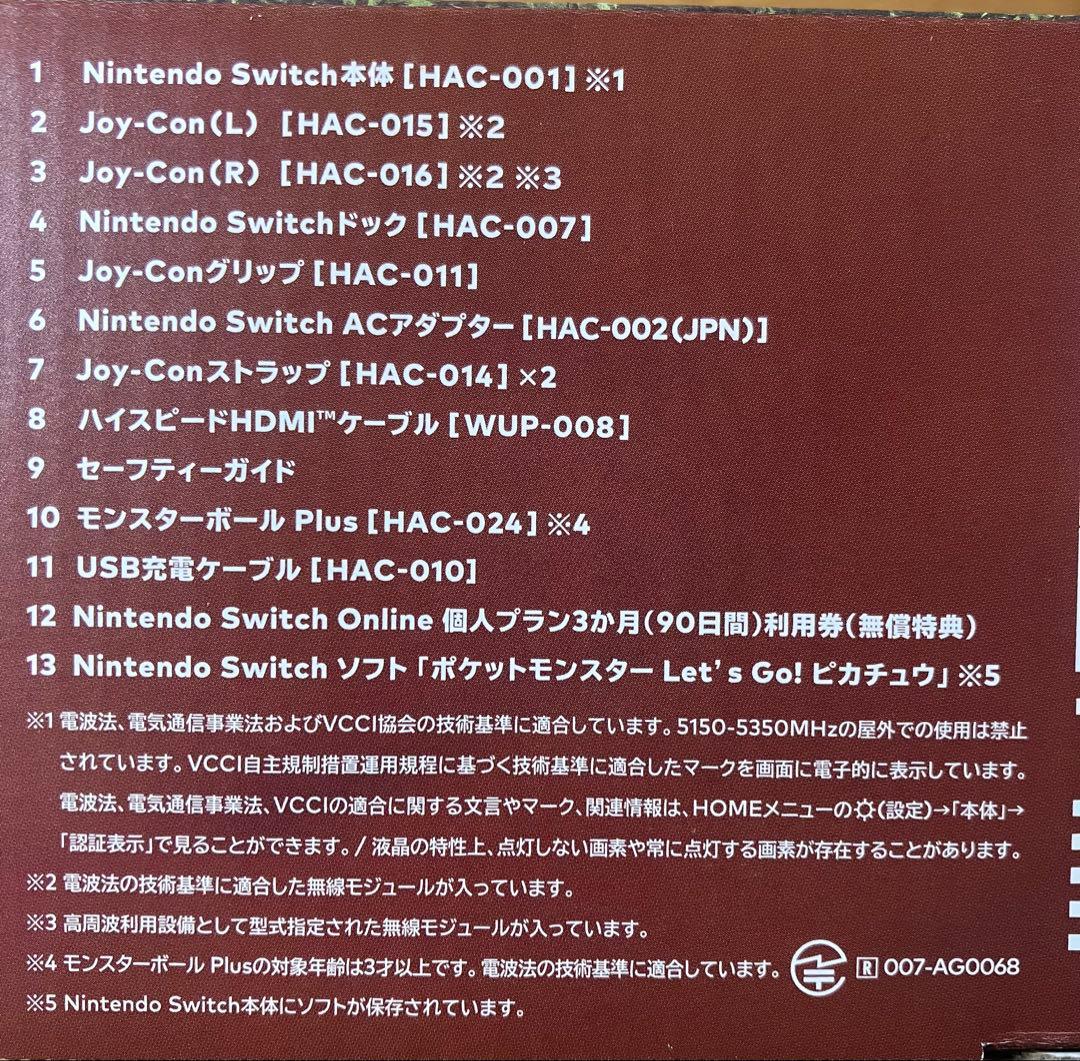 1 Nintendo Switch本体[HAC-001]※1
2 Joy-Con(L) [HAC-015]※2
3 Joy-Con(R) [HAC-016]※2 ※3
4 Nintendo Switchドック[HAC-007]
5 Joy-Conグリップ[HAC-011]
6 Nintendo Switch ACアダプター[HAC-002(JPN)]
7 Joy-Conストラップ[HAC-014]×2
8 ハイスピードHDMI™ケーブル[WUP-008]
9 セーフティーガイド
10 モンスターボール Plus[HAC-024]※4
11 USB充電ケーブル[HAC-010]
12 Nintendo Switch Online 個人プラン3か月(90日間)利用券(無償特典)
13 Nintendo Switch ソフト「ポケットモンスター Let's Go! ピカチュウ」※5
※1 電波法、電気通信事業法およびVCCI協会の技術基準に適合しています。5150-5350MHzの屋外での使用は禁止
されています。VCCI自主規制措置運用規程に基づく技術基準に適合したマークを画面に電子的に表示しています。
電波法、電気通信事業法、VCCIの適合に関する文言やマーク、関連情報は、HOMEメニューの(設定)→「本体」→
「認証表示」で見ることができます。/ 液晶の特性上、点灯しない画素や常に点灯する画素が存在することがあります。
※2 電波法の技術基準に適合した無線モジュールが入っています。
※3 高周波利用設備として型式指定された無線モジュールが入っています。
※4 モンスターボール Plusの対象年齢は3才以上です。電波法の技術基準に適合しています。 R 007-AG0068
※5 Nintendo Switch本体にソフトが保存されています。